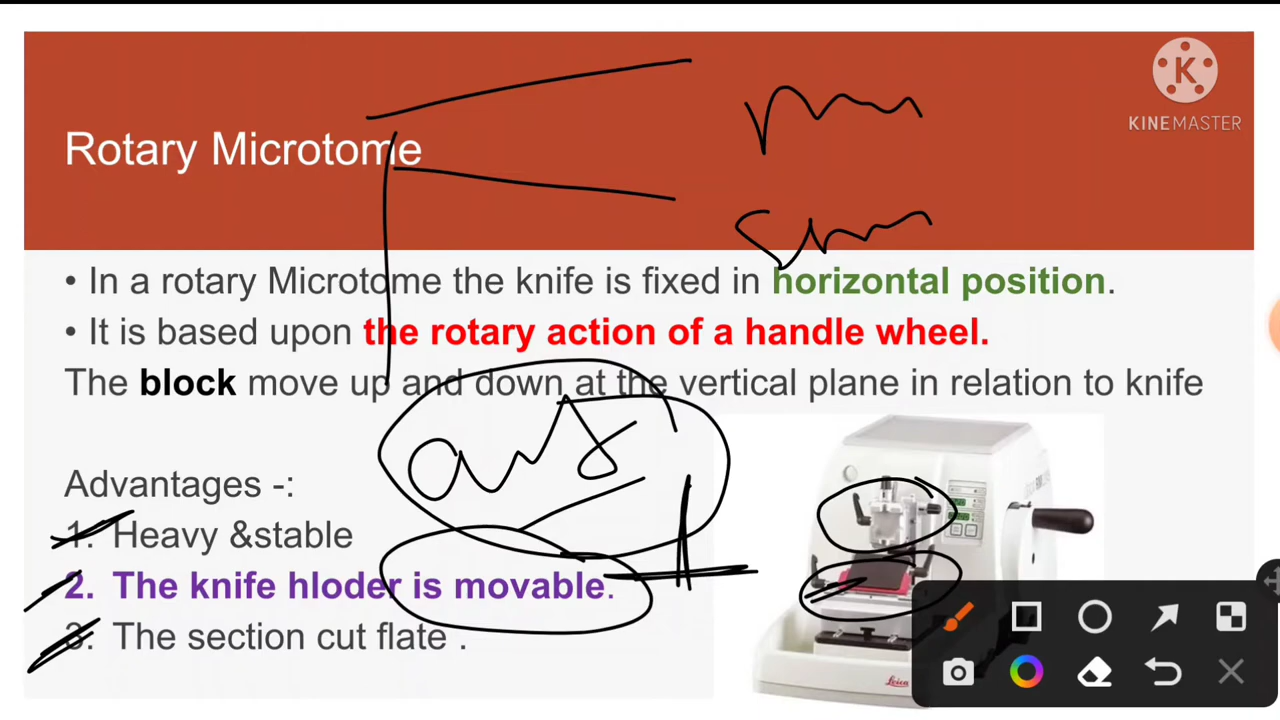 KINEMASTER
Rotary Microtome
• In a rotary Microtome the knife is fixed in horizontal position.
• It is based upon the rotary action of a handle wheel.
The block move up and down at the vertical plane in relation to knife
Advantages -:
1. Heavy &stable
2. The knife hloder is movable.
3. The section cut flate .
Leica